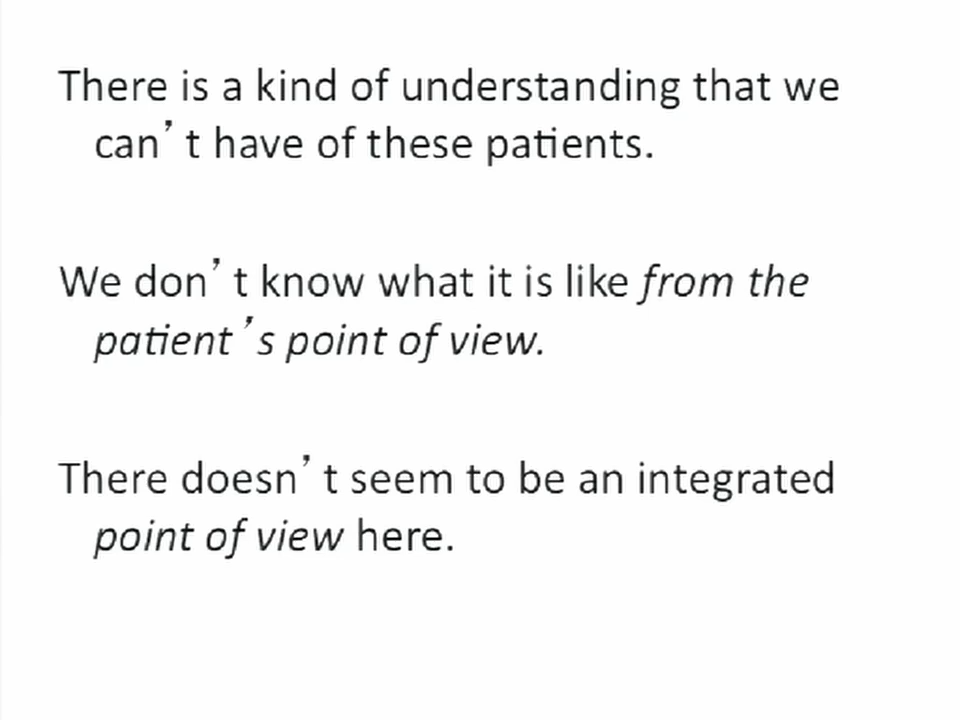 There is a kind of understanding that we
can’t have of these patients.
We don’t know what it is like from the
patient’s point of view.
There doesn’t seem to be an integrated
point of view here.